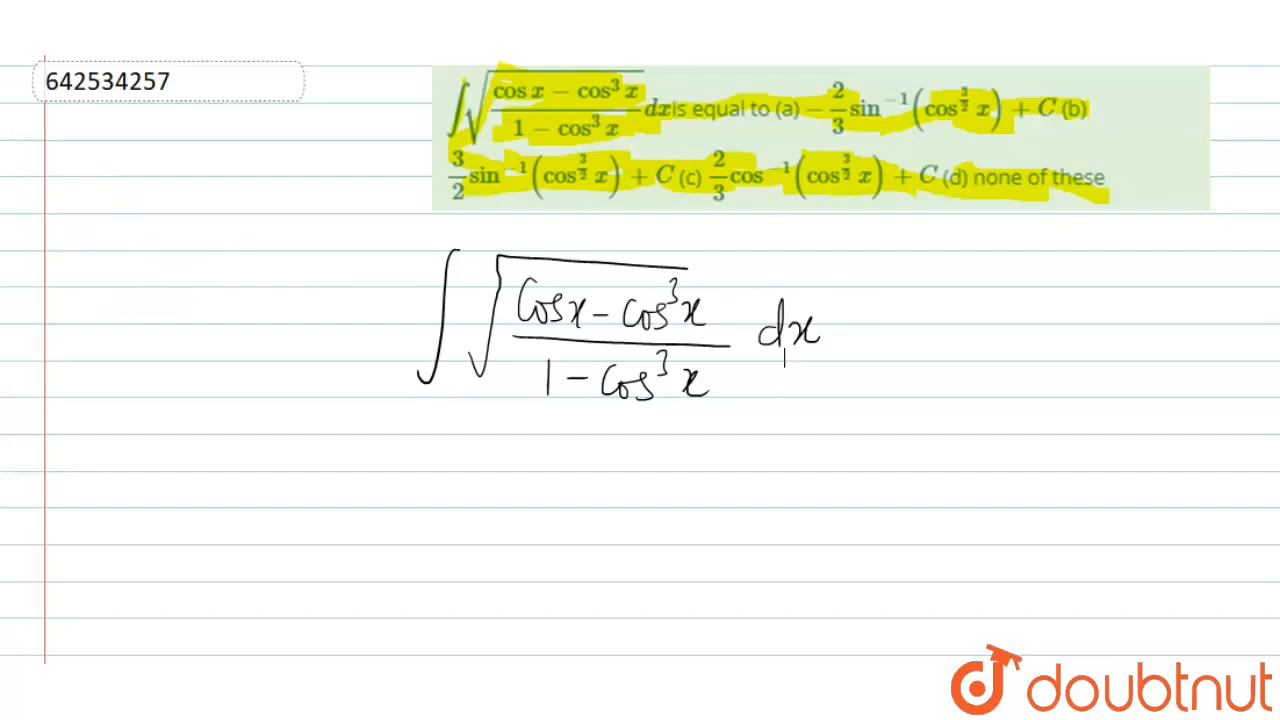 642534257
∫√((cos x − cos³ x)/(1 − cos³ x)) dx is equal to (a) −2/3 sin⁻¹(cos^(3/2) x) + C (b)
3/2 sin⁻¹(cos^(3/2) x) + C (c) 2/3 cos⁻¹(cos^(3/2) x) + C (d) none of these
∫√((Cos x − Cos³ x)/(1 − Cos³ x)) dx
doubtnut